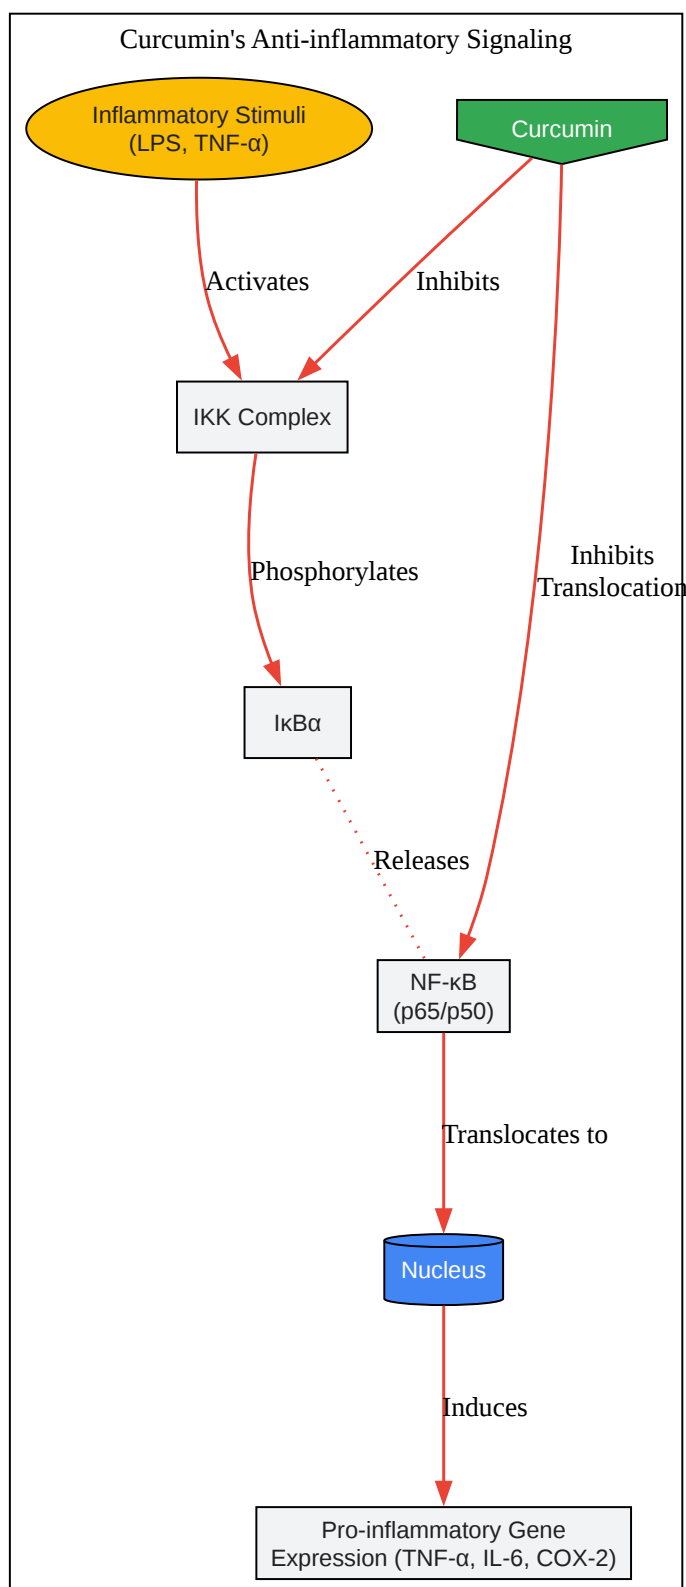 Curcumin's Anti-inflammatory Signaling
Inflammatory Stimuli
(LPS, TNF-α)
Curcumin
Activates
Inhibits
IKK Complex
Inhibits
Translocation
Phosphorylates
IκBα
Releases
NF-κB
(p65/p50)
Translocates to
Nucleus
Induces
Pro-inflammatory Gene
Expression (TNF-α, IL-6, COX-2)